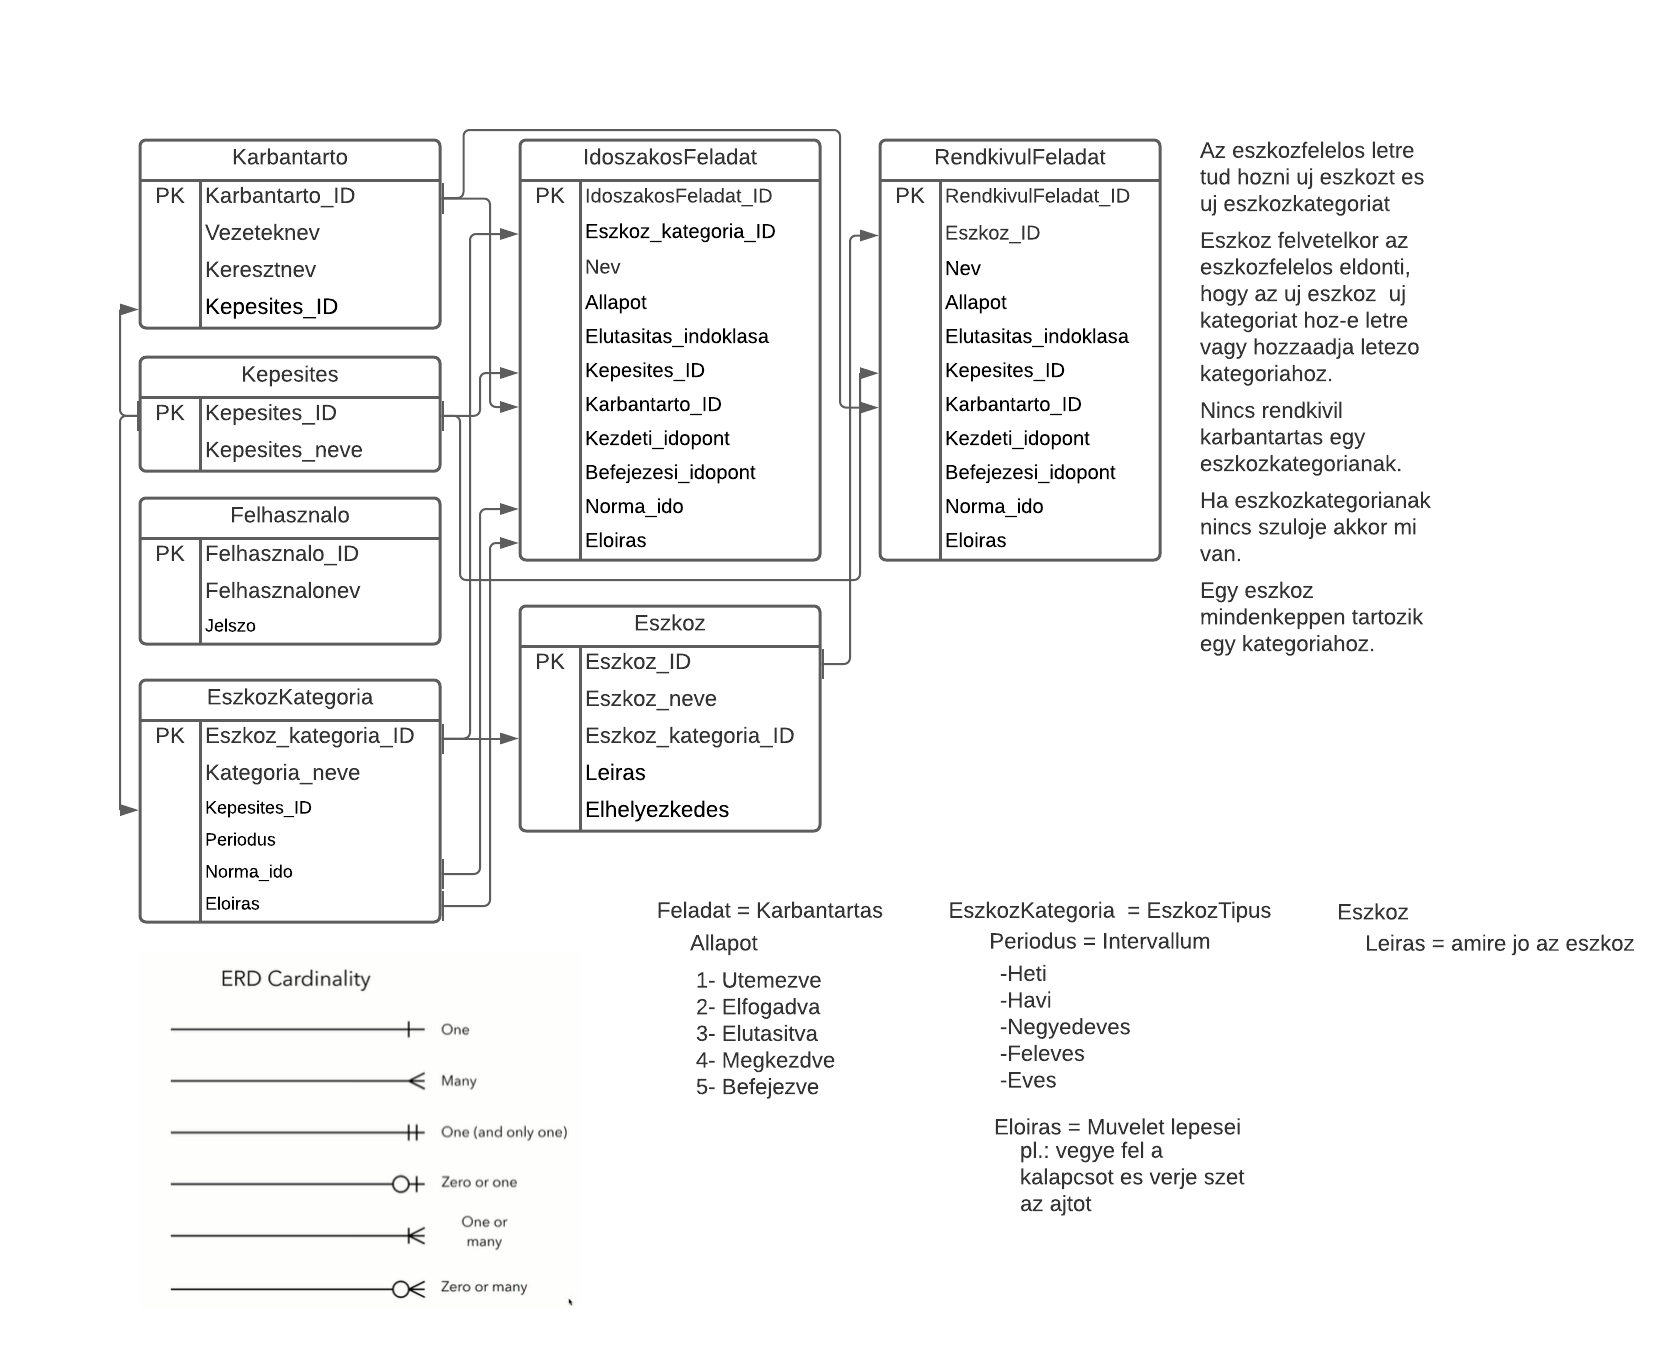 Karbantarto
PK Karbantarto_ID
Vezeteknev
Keresztnev
Kepesites_ID
Kepesites
PK Kepesites_ID
Kepesites_neve
Felhasznalo
PK Felhasznalo_ID
Felhasznalonev
Jelszo
EszkozKategoria
PK Eszkoz_kategoria_ID
Kategoria_neve
Kepesites_ID
Periodus
Norma_ido
Eloiras
IdoszakosFeladat
PK IdoszakosFeladat_ID
Eszkoz_kategoria_ID
Nev
Allapot
Elutasitas_indoklasa
Kepesites_ID
Karbantarto_ID
Kezdeti_idopont
Befejezesi_idopont
Norma_ido
Eloiras
Eszkoz
PK Eszkoz_ID
Eszkoz_neve
Eszkoz_kategoria_ID
Leiras
Elhelyezkedes
RendkivulFeladat
PK RendkivulFeladat_ID
Eszkoz_ID
Nev
Allapot
Elutasitas_indoklasa
Kepesites_ID
Karbantarto_ID
Kezdeti_idopont
Befejezesi_idopont
Norma_ido
Eloiras
Az eszkozfelelos letre
tud hozni uj eszkozt es
uj eszkozkategoriat
Eszkoz felvetelkor az
eszkozfelelos eldonti,
hogy az uj eszkoz  uj
kategoriat hoz-e letre
vagy hozzaadja letezo
kategoriahoz.
Nincs rendkivil
karbantartas egy
eszkozkategorianak.
Ha eszkozkategorianak
nincs szuloje akkor mi
van.
Egy eszkoz
mindenkeppen tartozik
egy kategoriahoz.
ERD Cardinality
One
Many
One (and only one)
Zero or one
One or
many
Zero or many
Feladat = Karbantartas
Allapot
1- Utemezve
2- Elfogadva
3- Elutasitva
4- Megkezdve
5- Befejezve
EszkozKategoria  = EszkozTipus
Periodus = Intervallum
-Heti
-Havi
-Negyedeves
-Feleves
-Eves
Eloiras = Muvelet lepesei
pl.: vegye fel a
kalapcsot es verje szet
az ajtot
Eszkoz
Leiras = amire jo az eszkoz